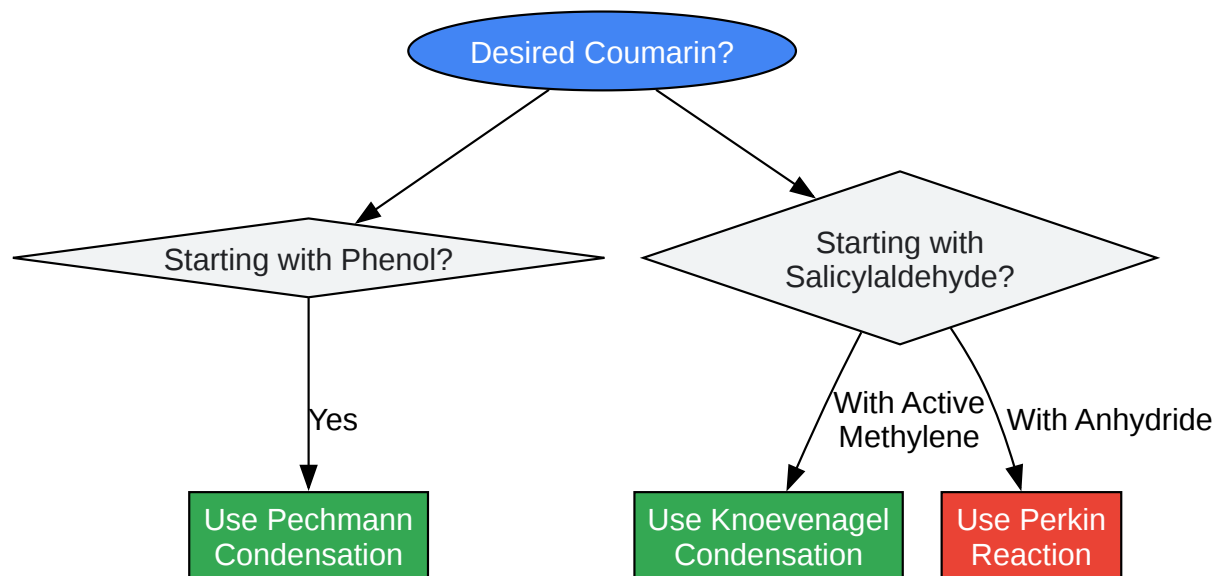 Desired Coumarin?
Starting with Phenol?
Starting with
Salicylaldehyde?
Yes
With Active
Methylene
With Anhydride
Use Pechmann
Condensation
Use Knoevenagel
Condensation
Use Perkin
Reaction